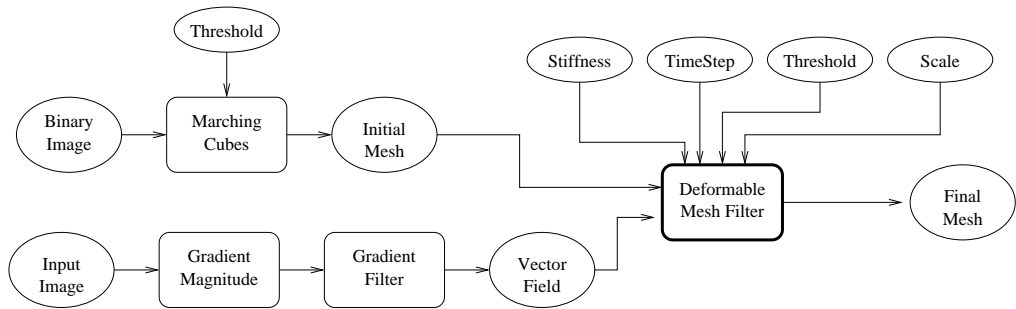 Threshold
Stiffness
TimeStep
Threshold
Scale
Binary
Image
Marching
Cubes
Initial
Mesh
Deformable
Mesh Filter
Final
Mesh
Input
Image
Gradient
Magnitude
Gradient
Filter
Vector
Field